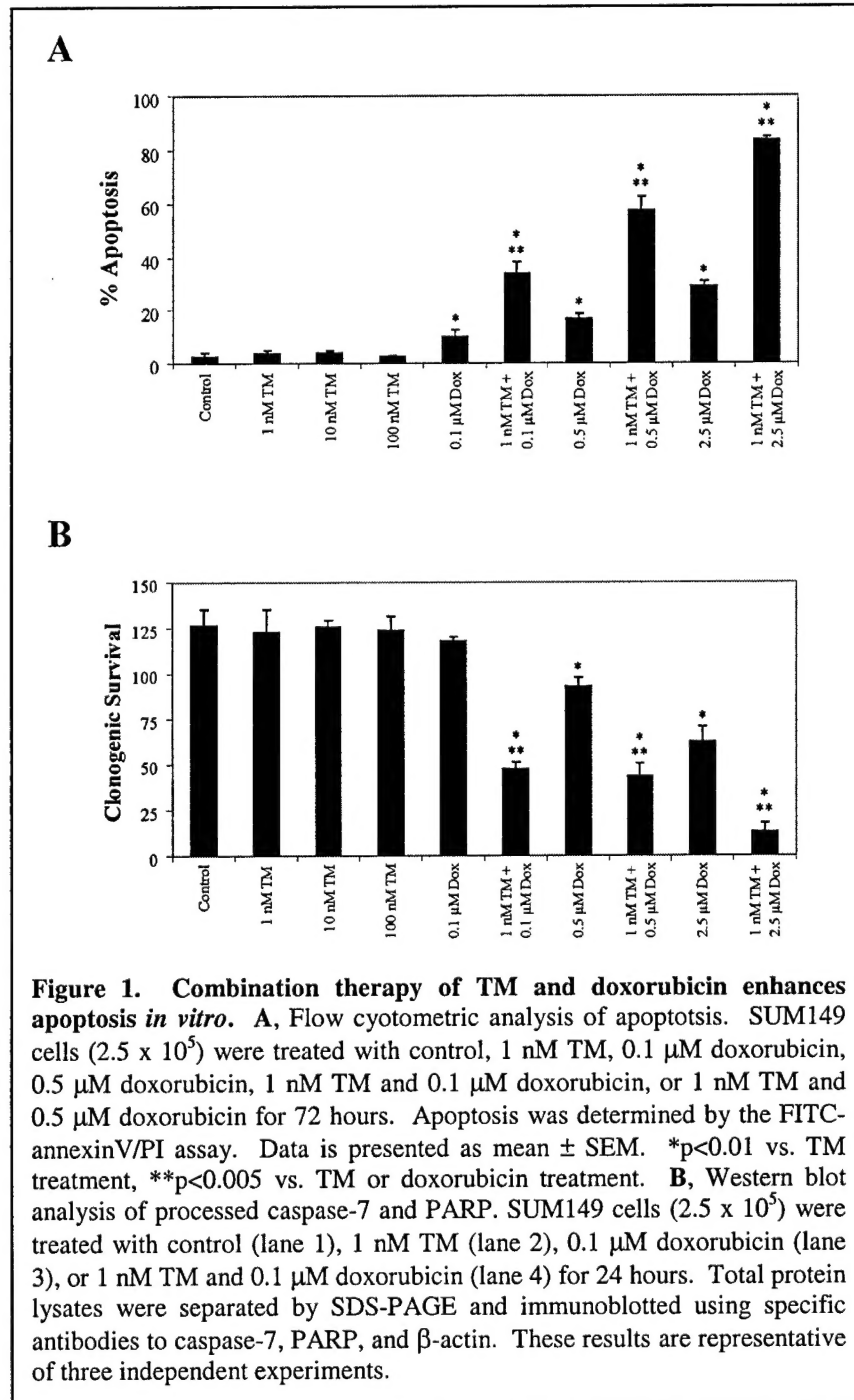 A
100
80
60
40
20
0
% Apoptosis
*
*
**
*
*
**
*
*
**
Control
1 nM TM
10 nM TM
100 nM TM
0.1 µM Dox
1 nM TM +
0.1 µM Dox
0.5 µM Dox
1 nM TM +
0.5 µM Dox
2.5 µM Dox
1 nM TM +
2.5 µM Dox
B
150
125
100
75
50
25
0
Clonogenic Survival
*
**
*
*
**
*
*
**
Control
1 nM TM
10 nM TM
100 nM TM
0.1 µM Dox
1 nM TM +
0.1 µM Dox
0.5 µM Dox
1 nM TM +
0.5 µM Dox
2.5 µM Dox
1 nM TM +
2.5 µM Dox
Figure 1. Combination therapy of TM and doxorubicin enhances
apoptosis in vitro. A, Flow cyotometric analysis of apoptotsis. SUM149
cells (2.5 x 10⁵) were treated with control, 1 nM TM, 0.1 µM doxorubicin,
0.5 µM doxorubicin, 1 nM TM and 0.1 µM doxorubicin, or 1 nM TM and
0.5 µM doxorubicin for 72 hours. Apoptosis was determined by the FITC-
annexinV/PI assay. Data is presented as mean ± SEM. *p<0.01 vs. TM
treatment, **p<0.005 vs. TM or doxorubicin treatment. B, Western blot
analysis of processed caspase-7 and PARP. SUM149 cells (2.5 x 10⁵) were
treated with control (lane 1), 1 nM TM (lane 2), 0.1 µM doxorubicin (lane
3), or 1 nM TM and 0.1 µM doxorubicin (lane 4) for 24 hours. Total protein
lysates were separated by SDS-PAGE and immunoblotted using specific
antibodies to caspase-7, PARP, and β-actin. These results are representative
of three independent experiments.